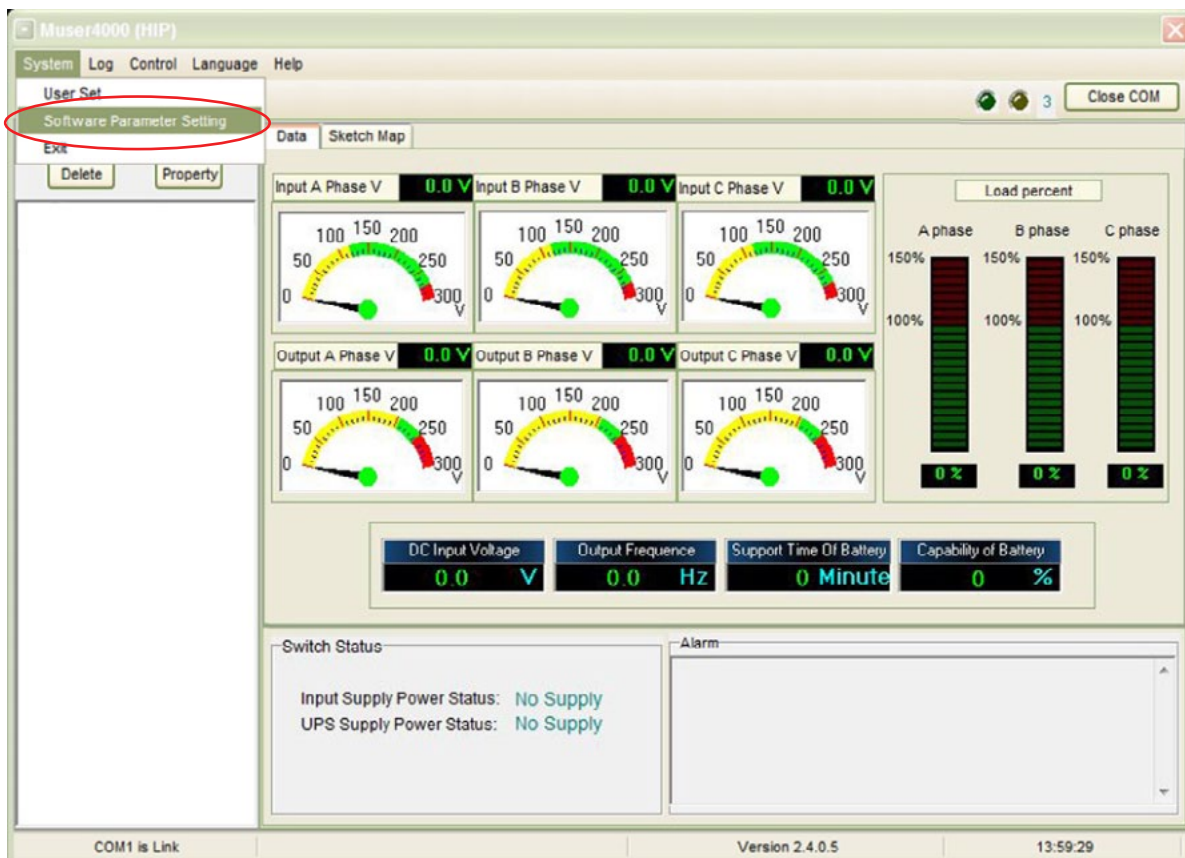 Muser4000 (HIP)
System Log Control Language Help
User Set
Software Parameter Setting
Exit
3
Close COM
Delete Property
Data Sketch Map
Input A Phase V 0.0 V Input B Phase V 0.0 V Input C Phase V 0.0 V
0 50 100 150 200 250 300 V
0 50 100 150 200 250 300 V
0 50 100 150 200 250 300 V
Output A Phase V 0.0 V Output B Phase V 0.0 V Output C Phase V 0.0 V
0 50 100 150 200 250 300 V
0 50 100 150 200 250 300 V
0 50 100 150 200 250 300 V
Load percent
A phase B phase C phase
150% 150% 150%
100% 100% 100%
0 % 0 % 0 %
DC Input Voltage Output Frequence Support Time Of Battery Capability of Battery
0.0 V 0.0 Hz 0 Minute 0 %
Switch Status
Input Supply Power Status: No Supply
UPS Supply Power Status: No Supply
Alarm
COM1 is Link Version 2.4.0.5 13:59:29